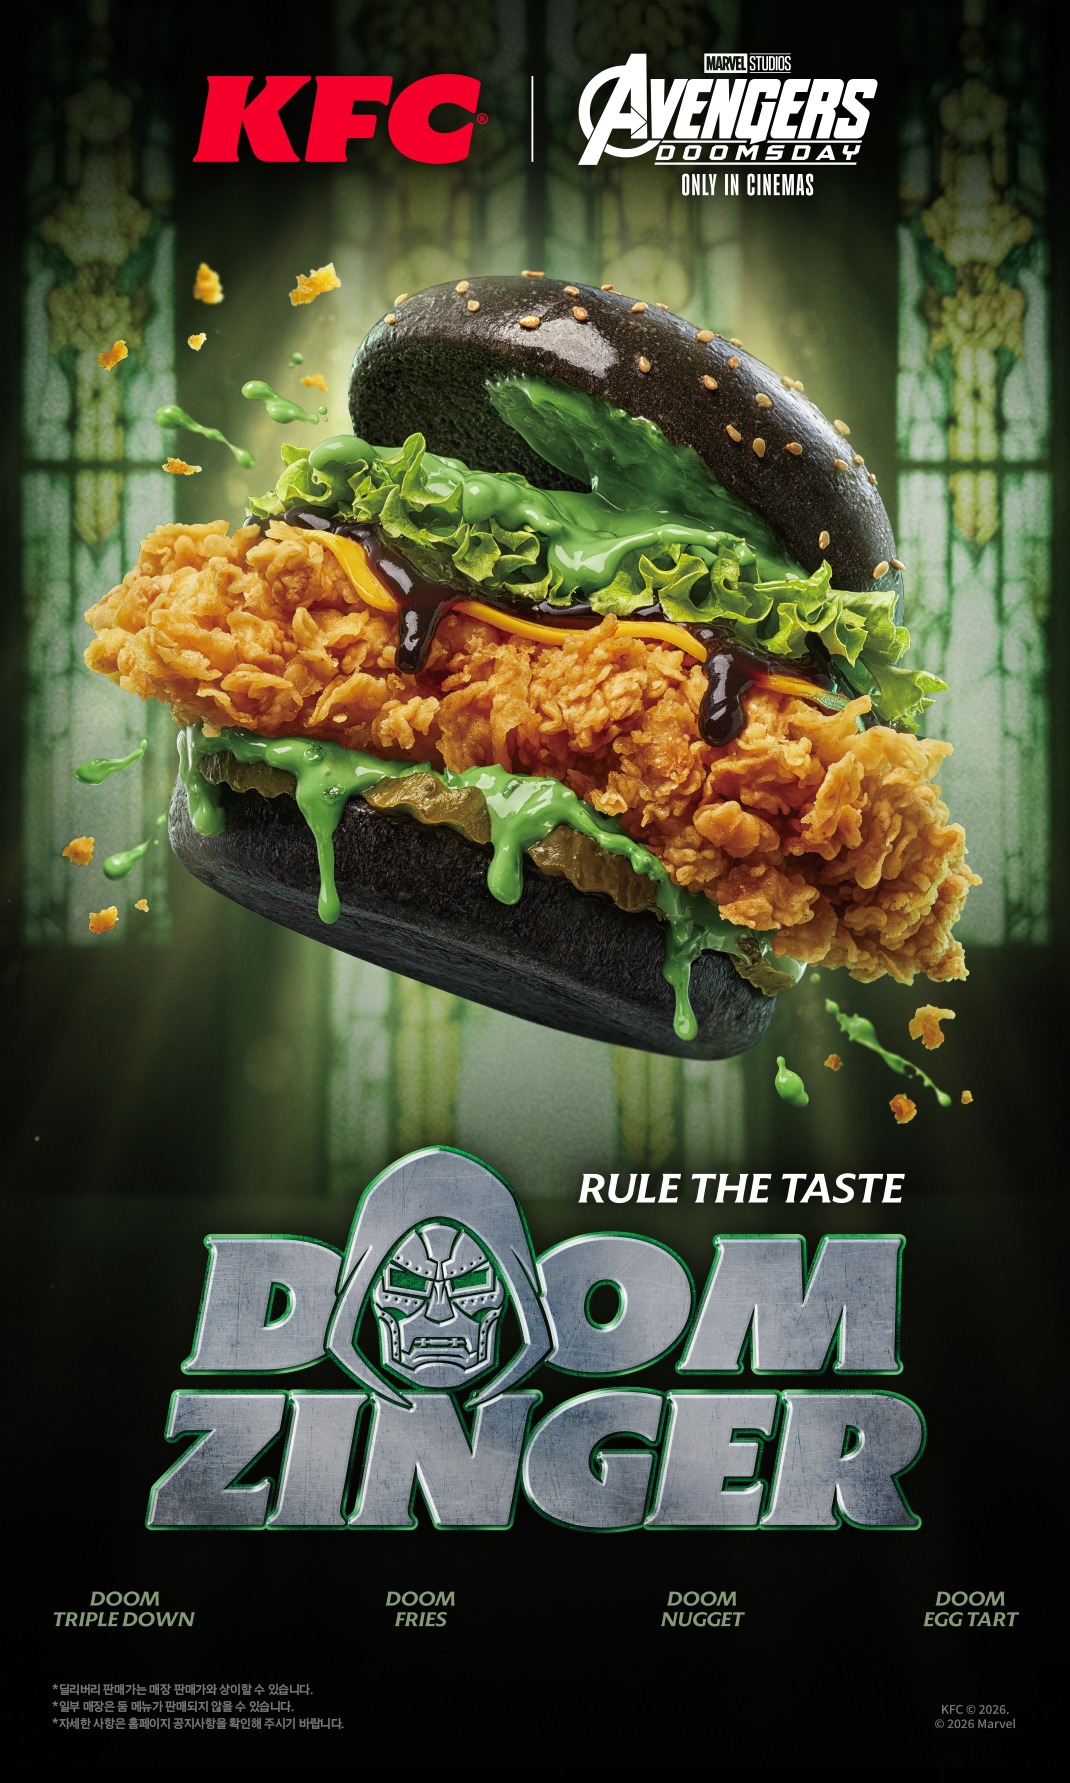 KFC®
MARVEL STUDIOS
AVENGERS
DOOMSDAY
ONLY IN CINEMAS
RULE THE TASTE
DOOM
ZINGER
DOOM
TRIPLE DOWN
DOOM
FRIES
DOOM
NUGGET
DOOM
EGG TART
*딜리버리 판매가는 매장 판매가와 상이할 수 있습니다.
*일부 매장은 둠 메뉴가 판매되지 않을 수 있습니다.
*자세한 사항은 홈페이지 공지사항을 확인해 주시기 바랍니다.
KFC © 2026.
© 2026 Marvel